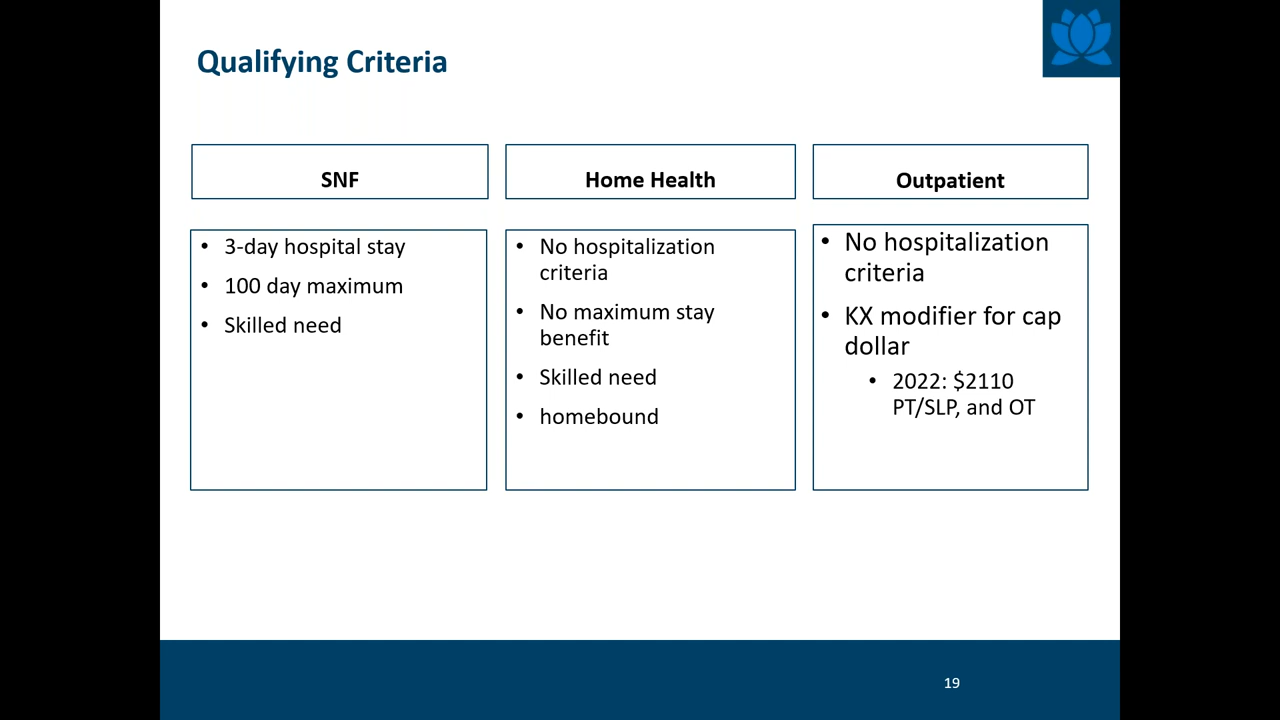 Qualifying Criteria
SNF
• 3-day hospital stay
• 100 day maximum
• Skilled need
Home Health
• No hospitalization
criteria
• No maximum stay
benefit
• Skilled need
• homebound
Outpatient
• No hospitalization
criteria
• KX modifier for cap
dollar
• 2022: $2110
PT/SLP, and OT
19